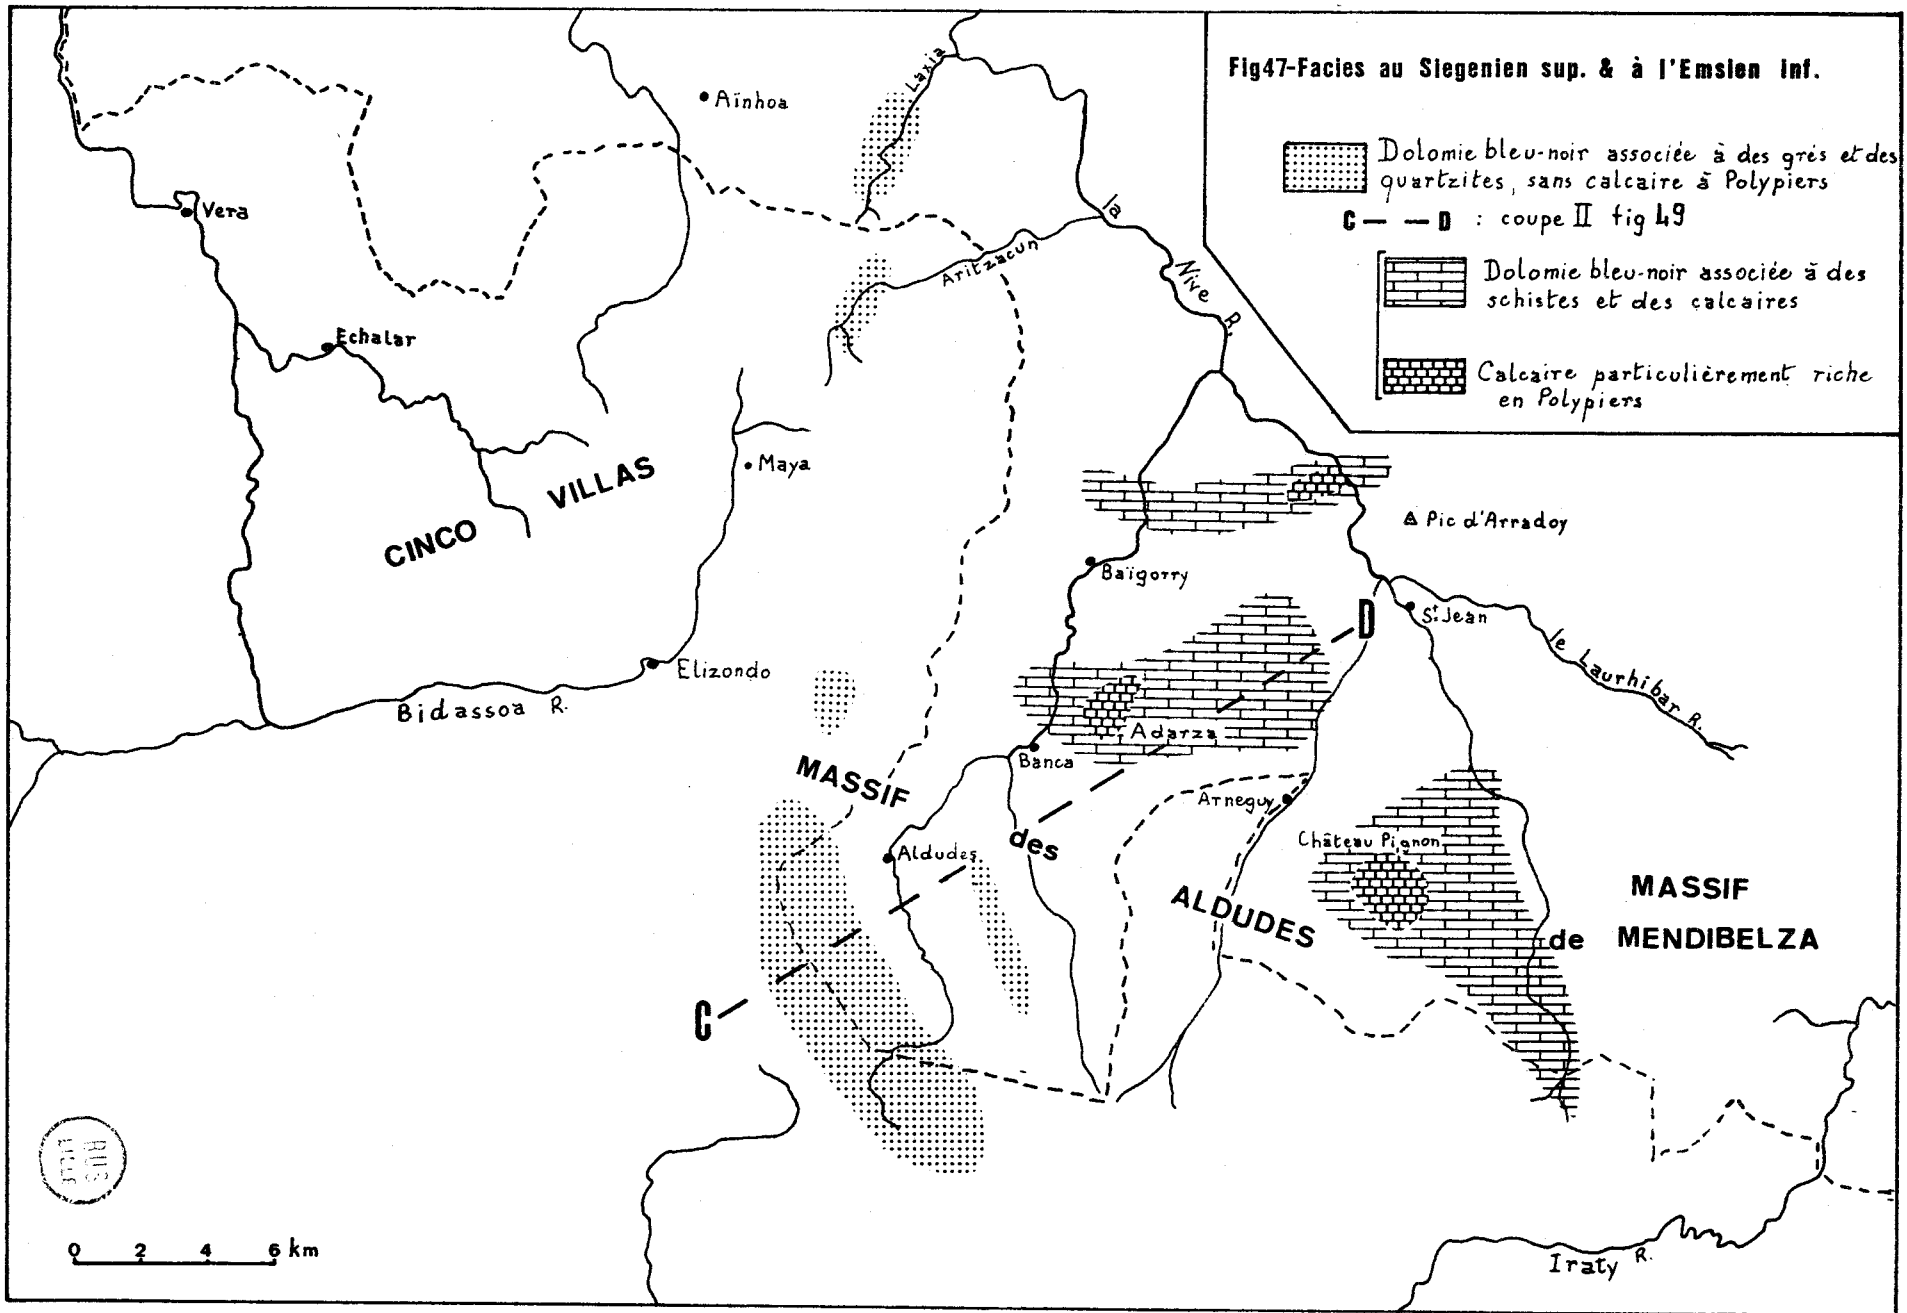 Fig47-Facies au Siegenien sup. & à l'Emsien inf.
Dolomie bleu-noir associée à des grés et des
quartzites, sans calcaire à Polypiers
C — — D : coupe II fig 49
Dolomie bleu-noir associée à des
schistes et des calcaires
Calcaire particulièrement riche
en Polypiers
Laxia
Aïnhoa
Vera
la
Nive
R.
Aritzacun
Echalar
Maya
CINCO VILLAS
Pic d'Arradoy
Baïgorry
D
St Jean
le Laurhibar R.
Elizondo
Bidassoa R.
Adarza
Banca
MASSIF
des
ALDUDES
Arneguy
Château Pignon
Aldudes
MASSIF
de MENDIBELZA
C
0 2 4 6 km
Iraty R.